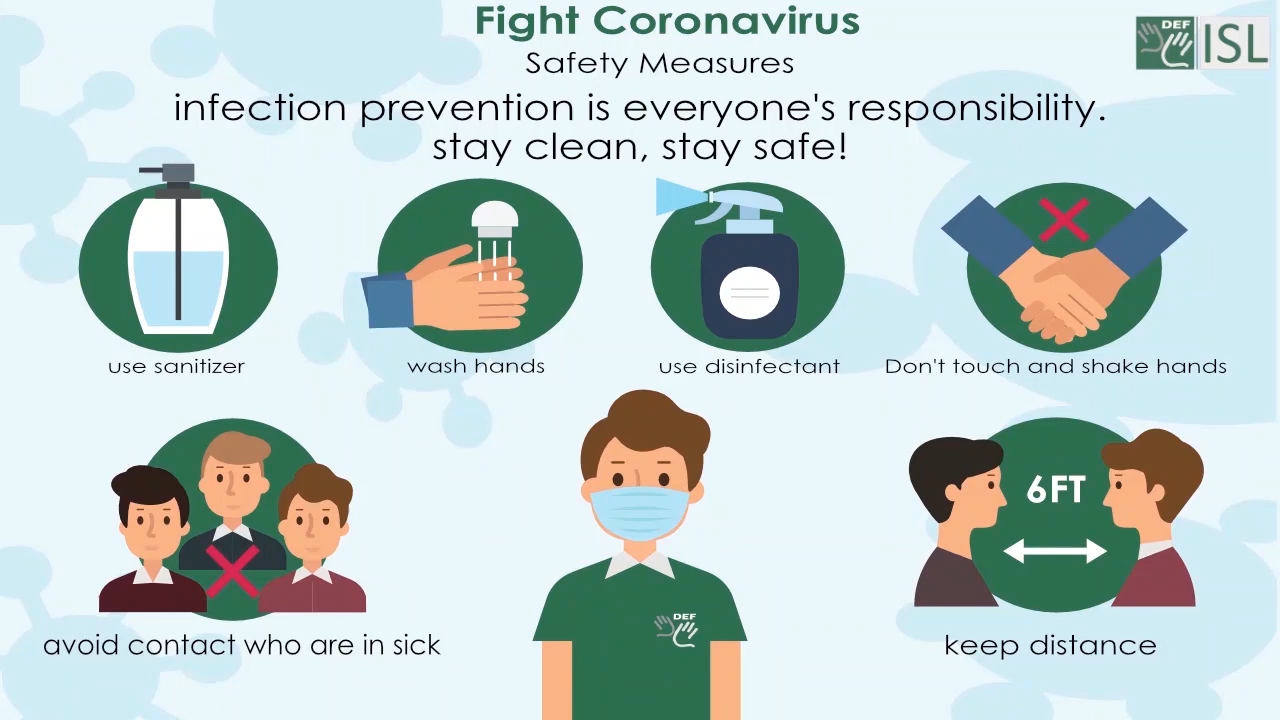 Fight Coronavirus
DEF
ISL
Safety Measures
infection prevention is everyone's responsibility.
stay clean, stay safe!
use sanitizer
wash hands
use disinfectant
Don't touch and shake hands
6FT
DEF
avoid contact who are in sick
keep distance